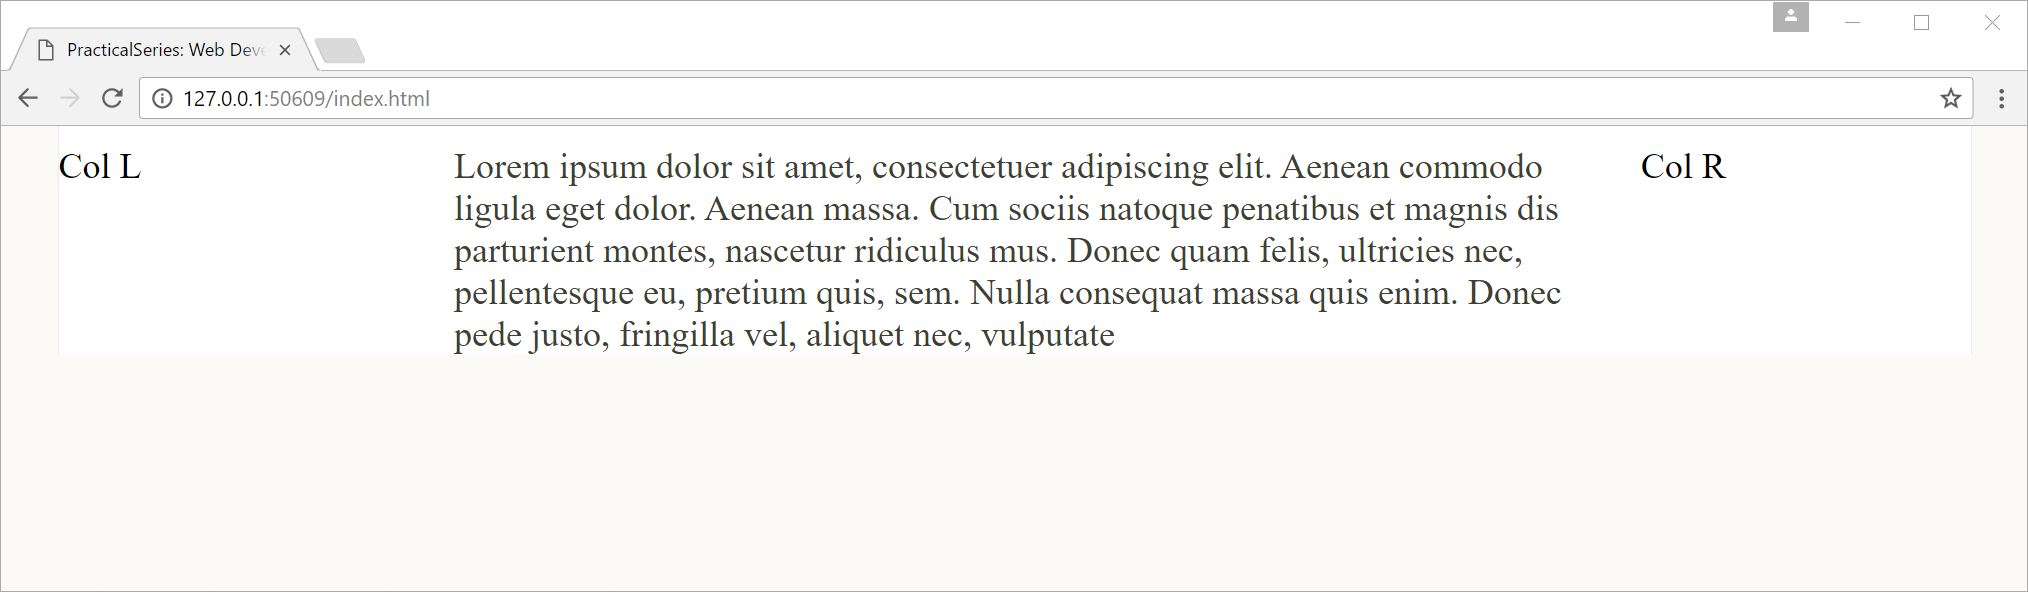 PracticalSeries: Web Deve
127.0.0.1:50609/index.html
Col L
Lorem ipsum dolor sit amet, consectetuer adipiscing elit. Aenean commodo
ligula eget dolor. Aenean massa. Cum sociis natoque penatibus et magnis dis
parturient montes, nascetur ridiculus mus. Donec quam felis, ultricies nec,
pellentesque eu, pretium quis, sem. Nulla consequat massa quis enim. Donec
pede justo, fringilla vel, aliquet nec, vulputate
Col R